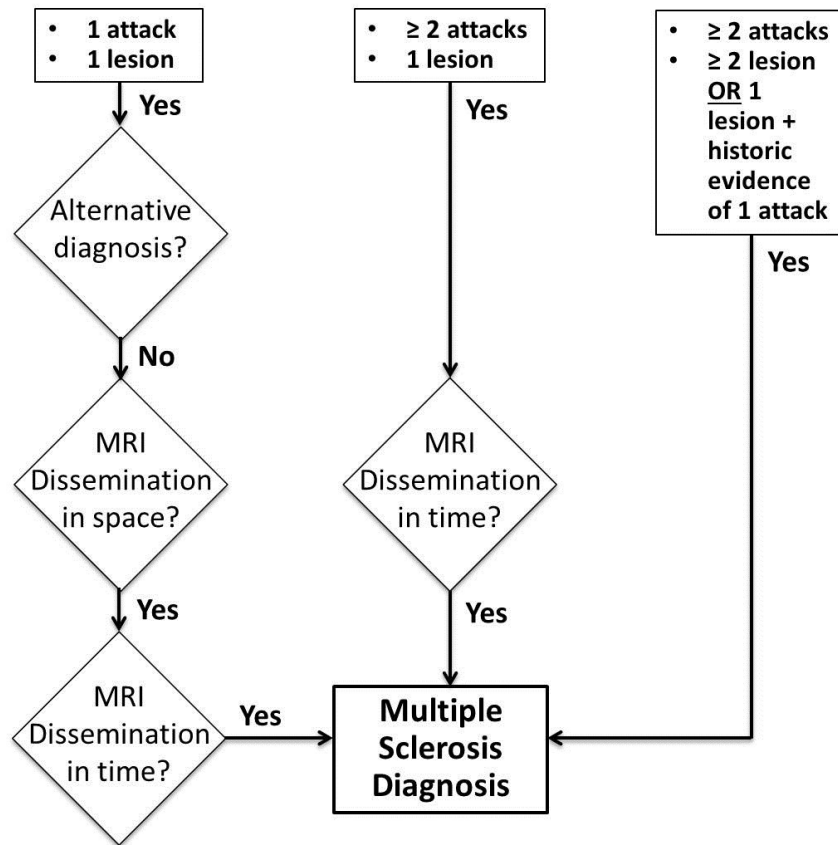 • 1 attack
• 1 lesion
Yes
Alternative
diagnosis?
No
MRI
Dissemination
in space?
Yes
MRI
Dissemination
in time?
Yes
• ≥ 2 attacks
• 1 lesion
Yes
MRI
Dissemination
in time?
Yes
• ≥ 2 attacks
• ≥ 2 lesion
OR 1
lesion +
historic
evidence
of 1 attack
Yes
Multiple
Sclerosis
Diagnosis